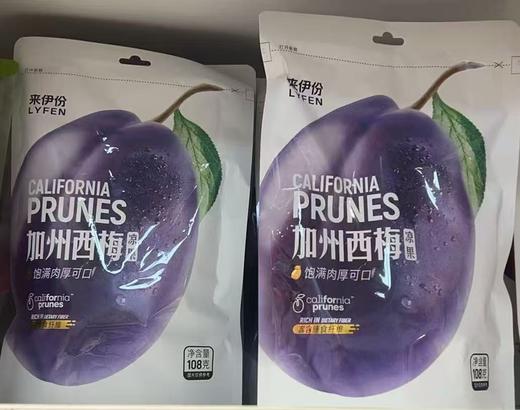 来伊份
LYFEN
CALIFORNIA
PRUNES
加州西梅
饱满肉厚可口
california
prunes
RICH IN DIETARY FIBER
净含量
108克
来伊份
LYFEN
CALIFORNIA
PRUNES
加州西梅 凉果
饱满肉厚可口
california
prunes
RICH IN DIETARY FIBER
富含膳食纤维
净含量
108克